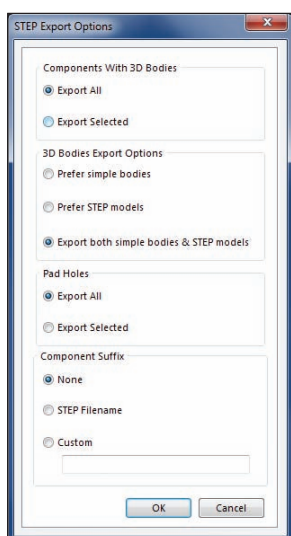 STEP Export Options
Components With 3D Bodies
Export All
Export Selected
3D Bodies Export Options
Prefer simple bodies
Prefer STEP models
Export both simple bodies & STEP models
Pad Holes
Export All
Export Selected
Component Suffix
None
STEP Filename
Custom
OK Cancel